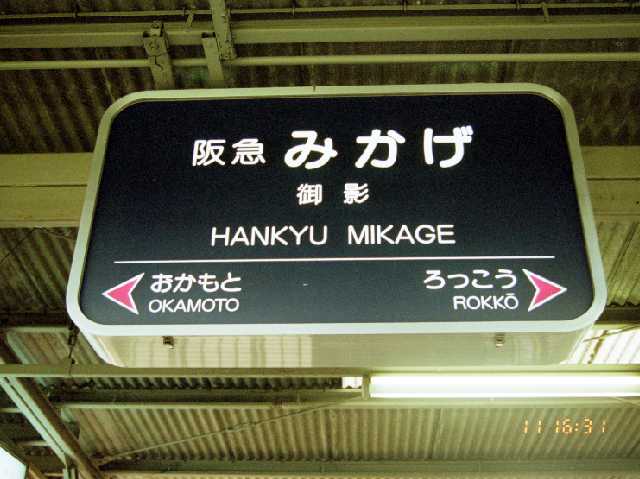 阪急 みかげ
御影
HANKYU MIKAGE
おかもと ろっこう
OKAMOTO ROKKŌ
11 16:31